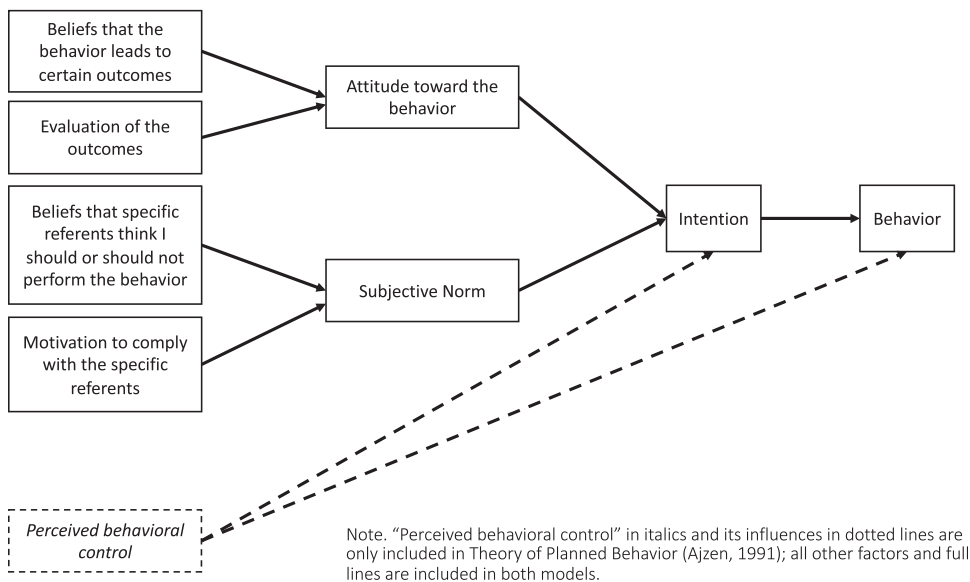 Beliefs that the
behavior leads to
certain outcomes
Evaluation of the
outcomes
Beliefs that specific
referents think I
should or should not
perform the behavior
Motivation to comply
with the specific
referents
Perceived behavioral
control
Attitude toward the
behavior
Subjective Norm
Intention
Behavior
Note. “Perceived behavioral control” in italics and its influences in dotted lines are
only included in Theory of Planned Behavior (Ajzen, 1991); all other factors and full
lines are included in both models.